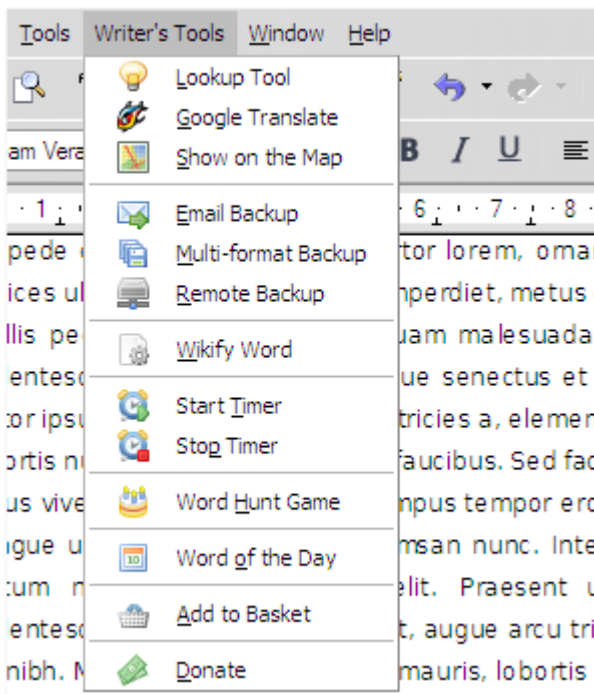 Tools Writer's Tools Window Help
Lookup Tool
Google Translate
am Vera
Show on the Map
B I U
· 1 · 6 · 7 · 8 ·
Email Backup
pede tor lorem, orna
Multi-format Backup
ices ul nperdiet, metus
Remote Backup
llis pe uam malesuada
Wikify Word
entesc ue senectus et
Start Timer
tor ipsu tricies a, elemen
Stop Timer
ortis nu faucibus. Sed fac
us vive Word Hunt Game mpus tempor ero
gue u msan nunc. Inte
Word of the Day
tum n elit. Praesent u
Add to Basket
entesc t, augue arcu tri
nibh. M Donate mauris, lobortis